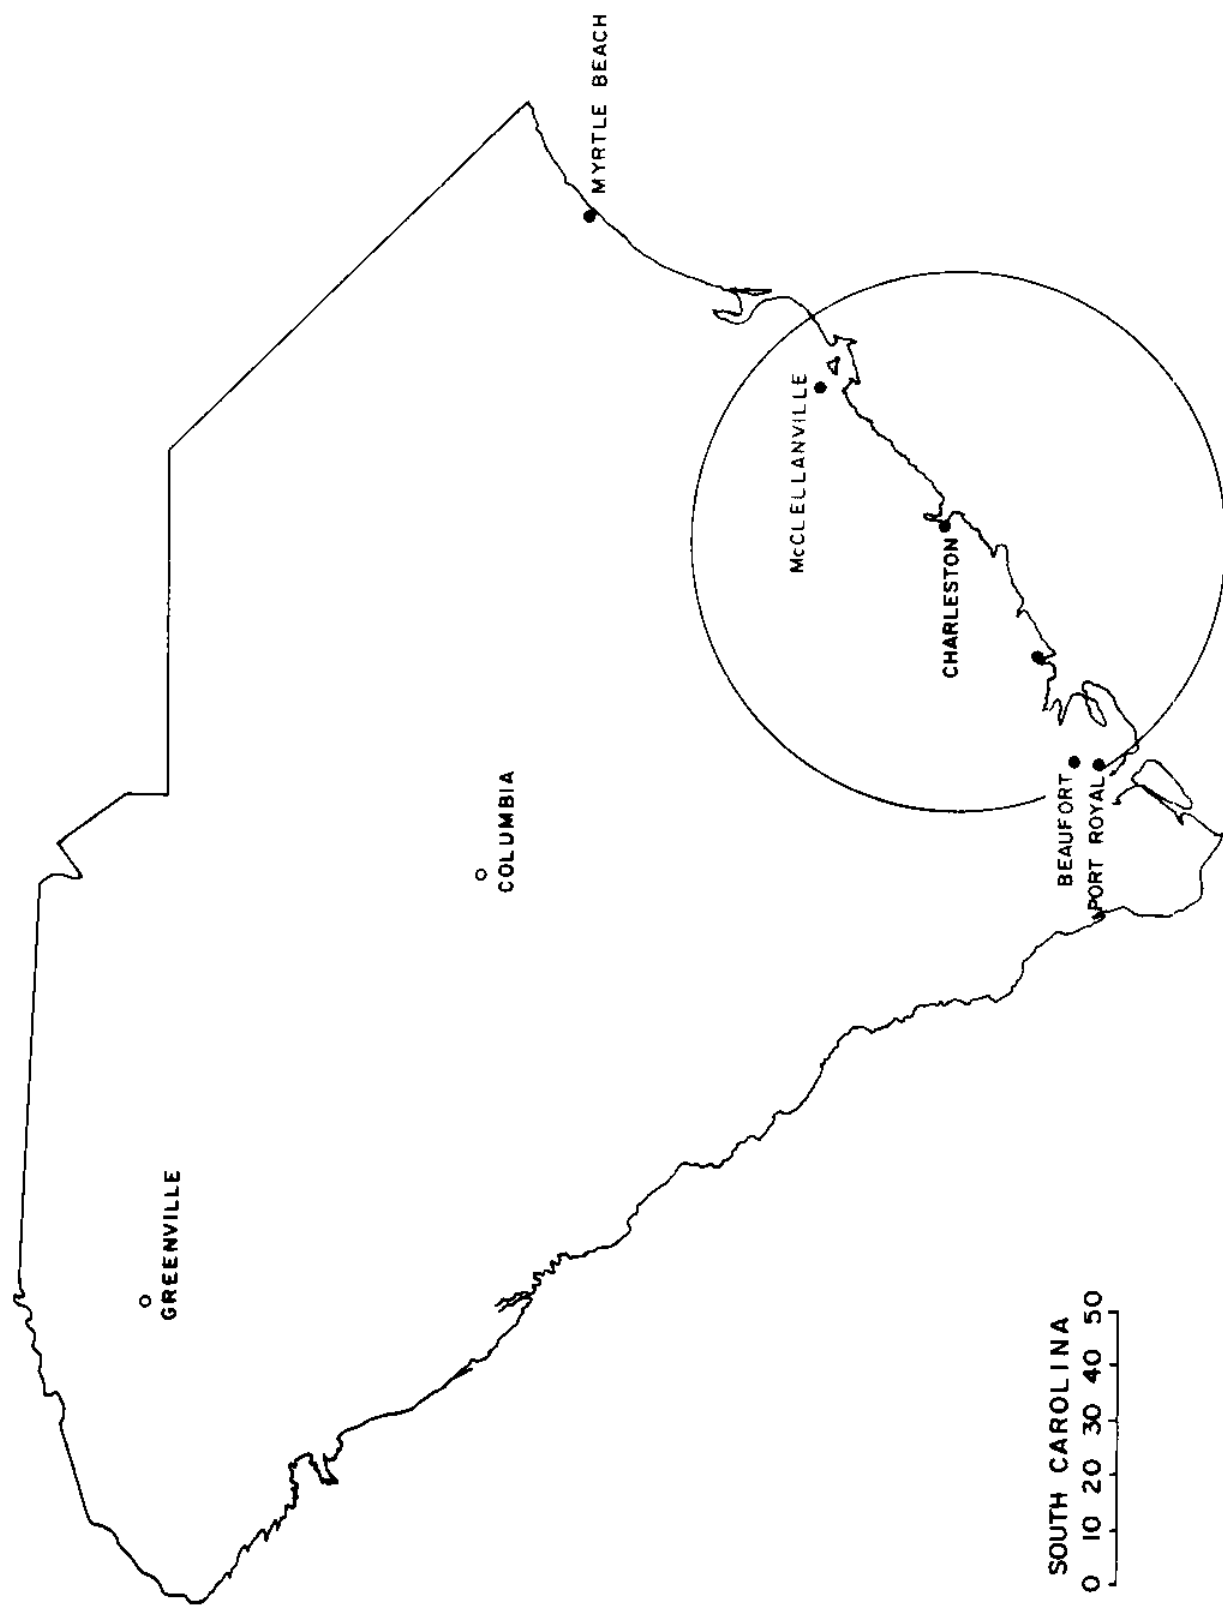 GREENVILLE
COLUMBIA
MYRTLE BEACH
McCLELLANVILLE
CHARLESTON
BEAUFORT
PORT ROYAL
SOUTH CAROLINA
0 10 20 30 40 50